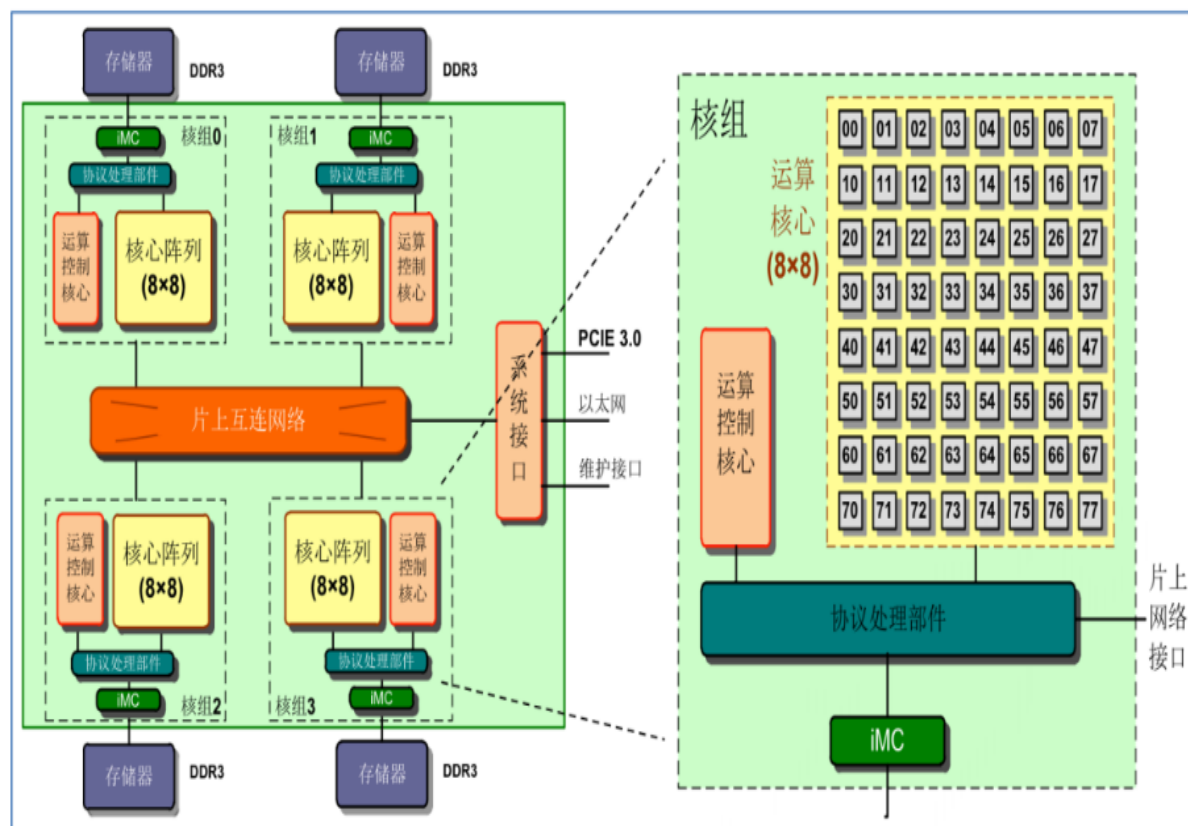 存储器
DDR3
存储器
DDR3
iMC
核组0
核组1
iMC
协议处理部件
协议处理部件
运算
控制
核心
核心阵列
(8×8)
核心阵列
(8×8)
运算
控制
核心
片上互连网络
系
统
接
口
PCIE 3.0
以太网
维护接口
运算
控制
核心
核心阵列
(8×8)
核心阵列
(8×8)
运算
控制
核心
协议处理部件
协议处理部件
iMC
核组2
核组3
iMC
存储器
DDR3
存储器
DDR3
核组
运算
核心
(8×8)
00 01 02 03 04 05 06 07
10 11 12 13 14 15 16 17
20 21 22 23 24 25 26 27
30 31 32 33 34 35 36 37
40 41 42 43 44 45 46 47
50 51 52 53 54 55 56 57
60 61 62 63 64 65 66 67
70 71 72 73 74 75 76 77
运算
控制
核心
协议处理部件
片上
网络
接口
iMC